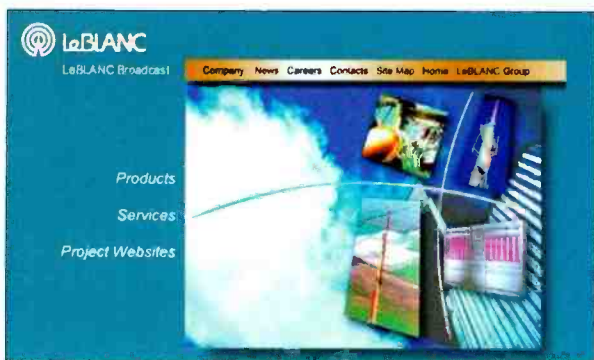 LeBLANC
LeBLANC Broadcast
Company News Careers Contacts Site Map Home LeBLANC Group
Products
Services
Project Websites